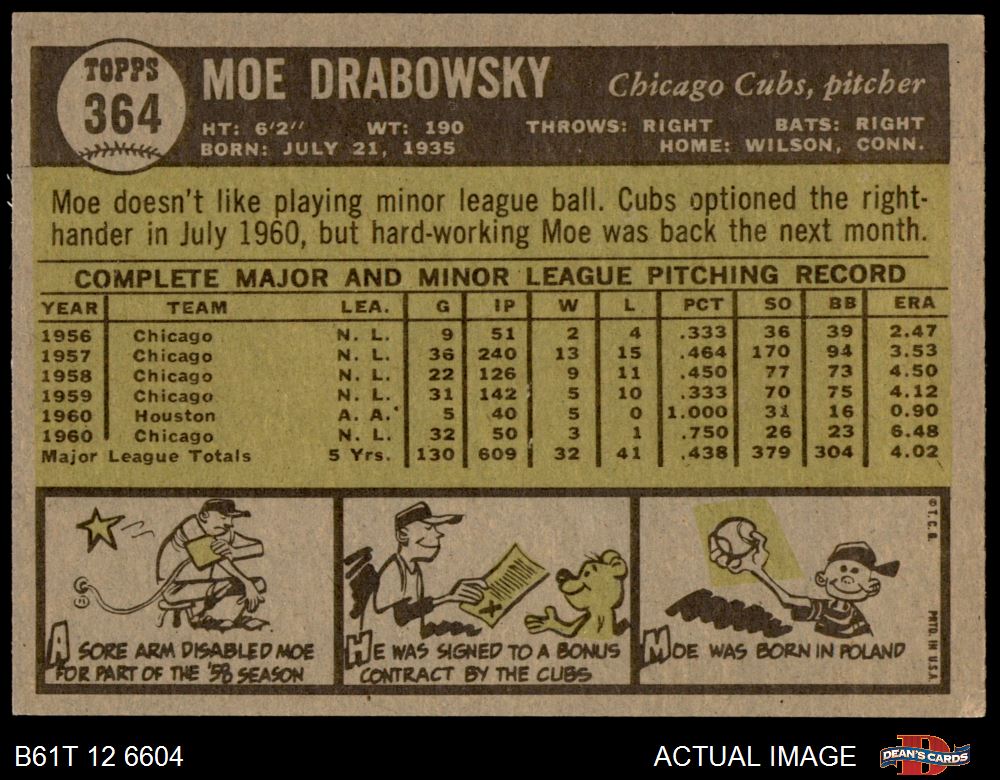 TOPPS
364
MOE DRABOWSKY Chicago Cubs, pitcher
HT: 6'2" WT: 190 THROWS: RIGHT BATS: RIGHT
BORN: JULY 21, 1935 HOME: WILSON, CONN.
Moe doesn't like playing minor league ball. Cubs optioned the right-
hander in July 1960, but hard-working Moe was back the next month.
COMPLETE MAJOR AND MINOR LEAGUE PITCHING RECORD
YEAR TEAM LEA. G IP W L PCT SO BB ERA
1956 Chicago N. L. 9 51 2 4 .333 36 39 2.47
1957 Chicago N. L. 36 240 13 15 .464 170 94 3.53
1958 Chicago N. L. 22 126 9 11 .450 77 73 4.50
1959 Chicago N. L. 31 142 5 10 .333 70 75 4.12
1960 Houston A. A. 5 40 5 0 1.000 31 16 0.90
1960 Chicago N. L. 32 50 3 1 .750 26 23 6.48
Major League Totals 5 Yrs. 130 609 32 41 .438 379 304 4.02
A SORE ARM DISABLED MOE
FOR PART OF THE '58 SEASON
HE WAS SIGNED TO A BONUS
CONTRACT BY THE CUBS
MOE WAS BORN IN POLAND
© T. C. G. PRTD. IN U.S.A.
B61T 12 6604 ACTUAL IMAGE DEAN'S CARDS